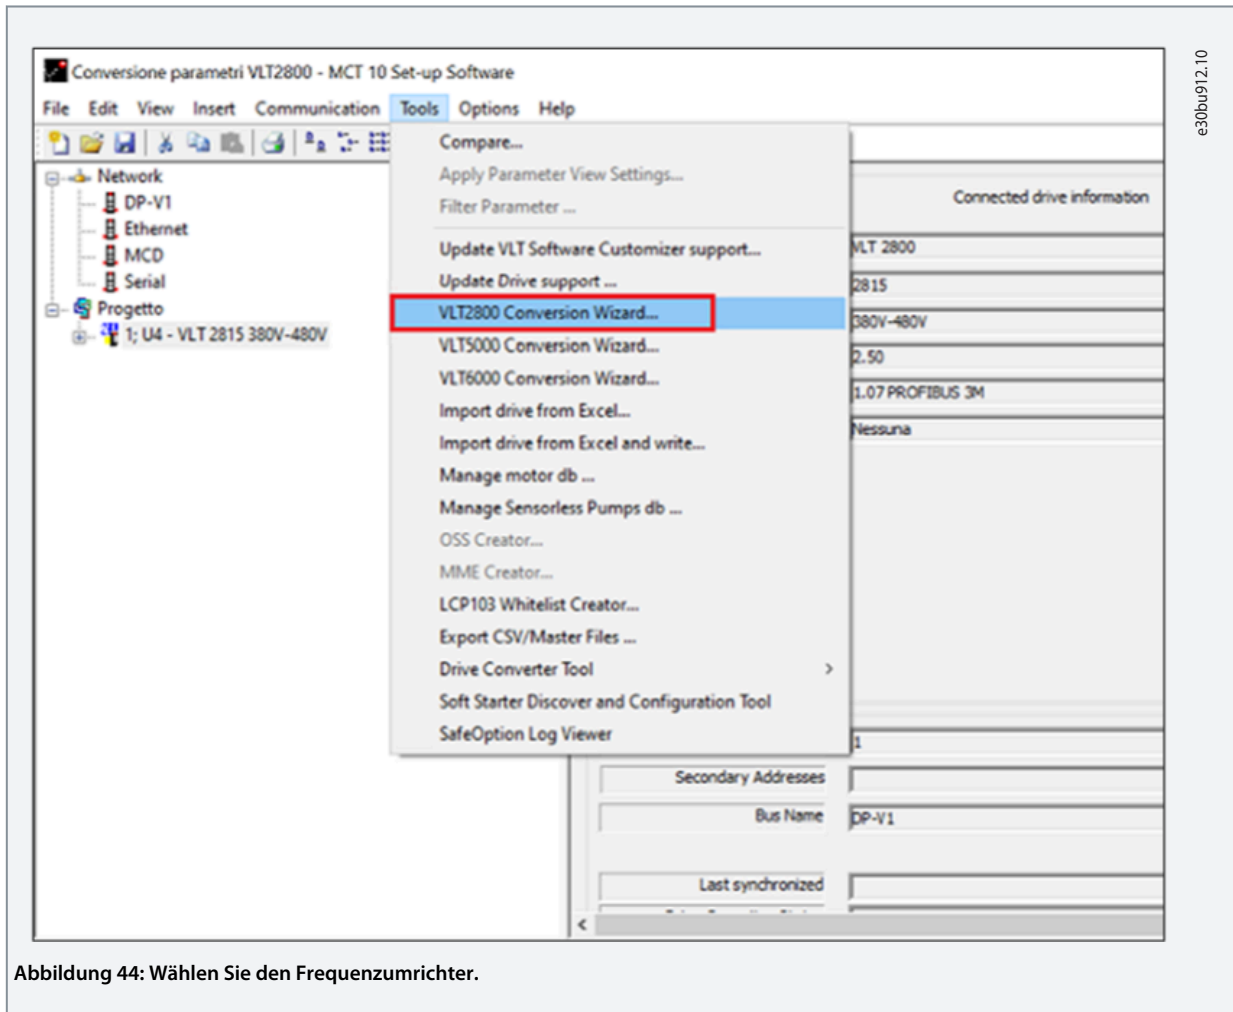 Conversione parametri VLT2800 - MCT 10 Set-up Software
File Edit View Insert Communication Tools Options Help
Network
DP-V1
Ethernet
MCD
Serial
Progetto
1; U4 - VLT 2815 380V-480V
Compare...
Apply Parameter View Settings...
Filter Parameter ...
Update VLT Software Customizer support...
Update Drive support ...
VLT2800 Conversion Wizard...
VLT5000 Conversion Wizard...
VLT6000 Conversion Wizard...
Import drive from Excel...
Import drive from Excel and write...
Manage motor db ...
Manage Sensorless Pumps db ...
OSS Creator...
MME Creator...
LCP103 Whitelist Creator...
Export CSV/Master Files ...
Drive Converter Tool
Soft Starter Discover and Configuration Tool
SafeOption Log Viewer
Connected drive information
VLT 2800
2815
380V-480V
2.50
1.07 PROFIBUS 3M
Nessuna
1
Secondary Addresses
Bus Name DP-V1
Last synchronized
e30bu912.10
Abbildung 44: Wählen Sie den Frequenzumrichter.